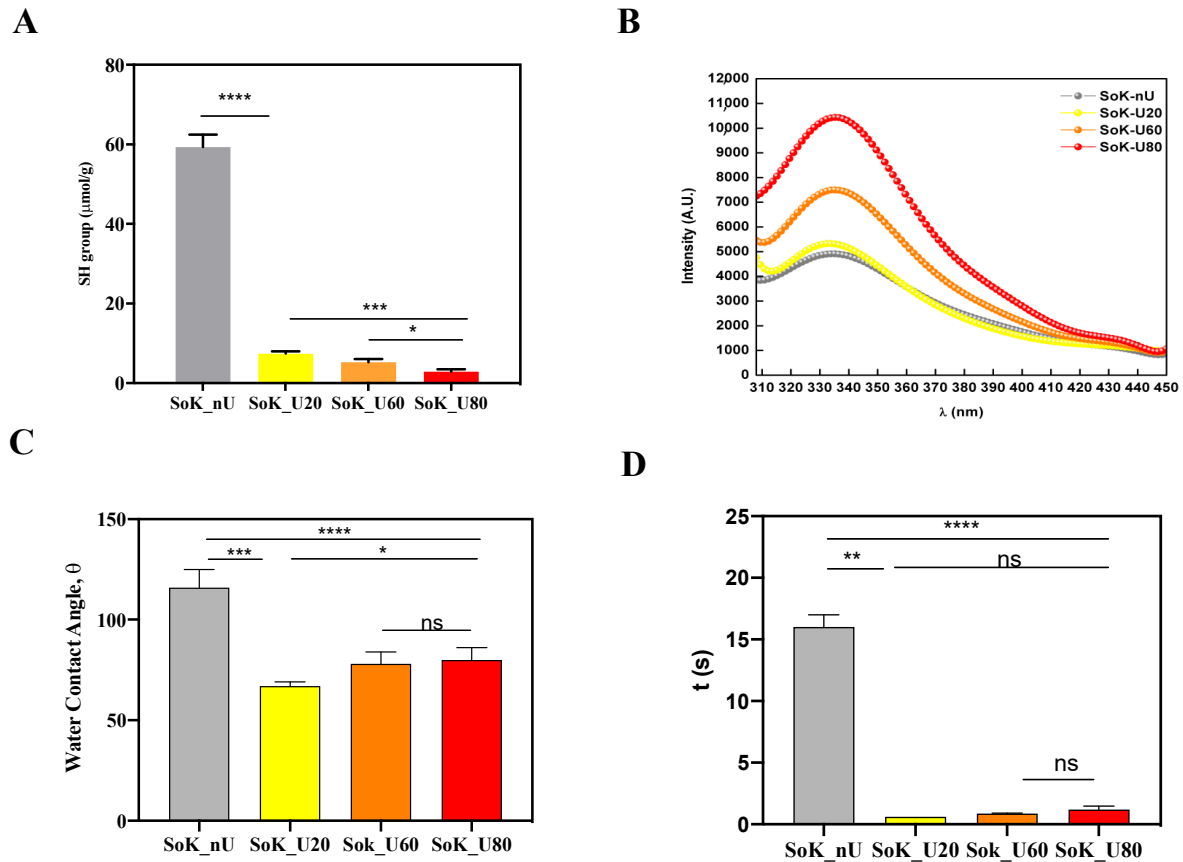 A
SH group (μmol/g)
80
60
40
20
0
****
***
*
SoK_nU SoK_U20 SoK_U60 SoK_U80
B
Intensity (A.U.)
12000
11000
10000
9000
8000
7000
6000
5000
4000
3000
2000
1000
0
SoK-nU
SoK-U20
SoK-U60
SoK-U80
310 320 330 340 350 360 370 380 390 400 410 420 430 440 450
λ (nm)
C
Water Contact Angle, θ
150
100
50
0
****
***
*
ns
SoK_nU SoK_U20 Sok_U60 SoK_U80
D
t (s)
25
20
15
10
5
0
****
**
ns
ns
SoK_nU SoK_U20 Sok_U60 SoK_U80